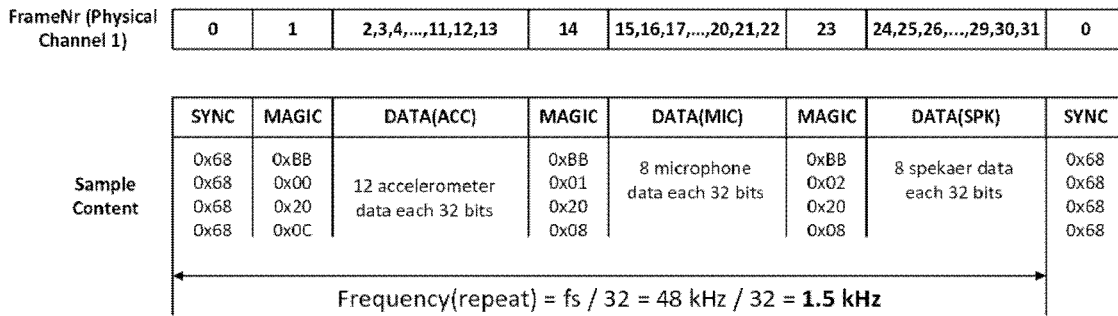 FrameNr (Physical
Channel 1)
0 1 2,3,4,...,11,12,13 14 15,16,17,...,20,21,22 23 24,25,26,...,29,30,31 0
SYNC MAGIC DATA(ACC) MAGIC DATA(MIC) MAGIC DATA(SPK) SYNC
Sample
Content
0x68 0xBB 0xBB 0xBB 0x68
0x68 0x00 0x01 0x02 0x68
0x68 0x20 0x20 0x20 0x68
0x68 0x0C 0x08 0x08 0x68
12 accelerometer
data each 32 bits
8 microphone
data each 32 bits
8 spekaer data
each 32 bits
Frequency(repeat) = fs / 32 = 48 kHz / 32 = 1.5 kHz